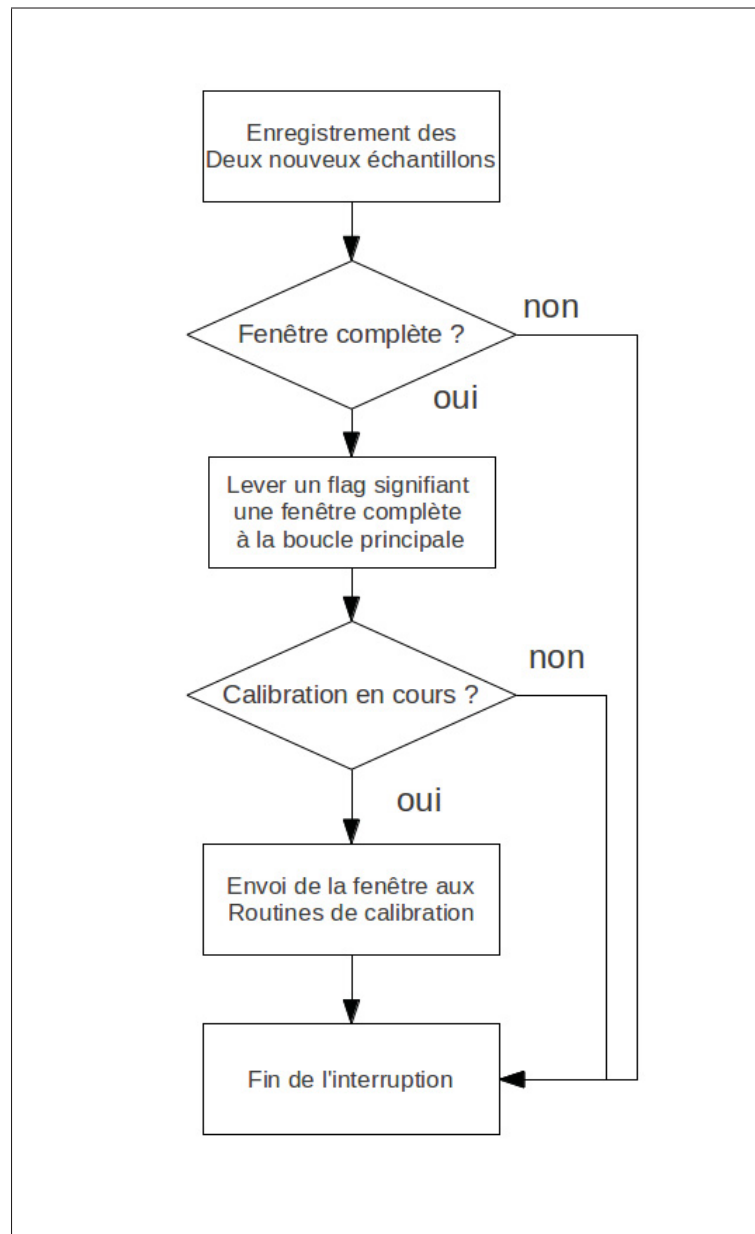 Enregistrement des
Deux nouveux échantillons
non
Fenêtre complète ?
oui
Lever un flag signifiant
une fenêtre complète
à la boucle principale
non
Calibration en cours ?
oui
Envoi de la fenêtre aux
Routines de calibration
Fin de l'interruption